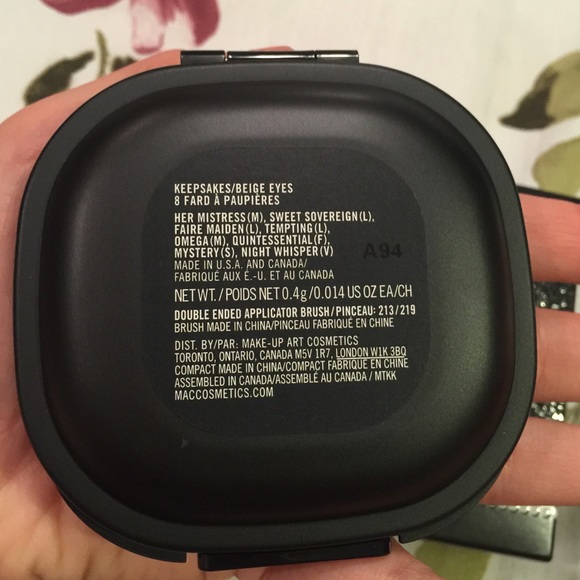 KEEPSAKES/BEIGE EYES
8 FARD À PAUPIÈRES
HER MISTRESS(M), SWEET SOVEREIGN(L),
FAIRE MAIDEN(L), TEMPTING(L),
OMEGA(M), QUINTESSENTIAL(F),
MYSTERY(S), NIGHT WHISPER(V)
A94
MADE IN U.S.A. AND CANADA/
FABRIQUÉ AUX É.-U. ET AU CANADA
NET WT./POIDS NET 0.4g/0.014 US OZ EA/CH
DOUBLE ENDED APPLICATOR BRUSH/PINCEAU: 213/219
BRUSH MADE IN CHINA/PINCEAU FABRIQUÉ EN CHINE
DIST. BY/PAR: MAKE-UP ART COSMETICS
TORONTO, ONTARIO, CANADA M5V 1R7, LONDON W1K 3BQ
COMPACT MADE IN CHINA/COMPACT FABRIQUÉ EN CHINE
ASSEMBLED IN CANADA/ASSEMBLÉ AU CANADA / MTKK
MACCOSMETICS.COM